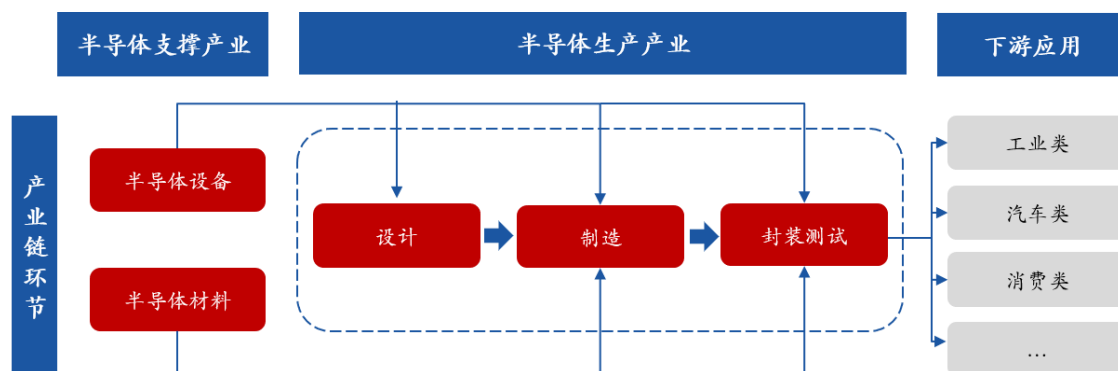 半导体支撑产业
半导体生产产业
下游应用
产业链环节
半导体设备
半导体材料
设计
制造
封装测试
工业类
汽车类
消费类
…